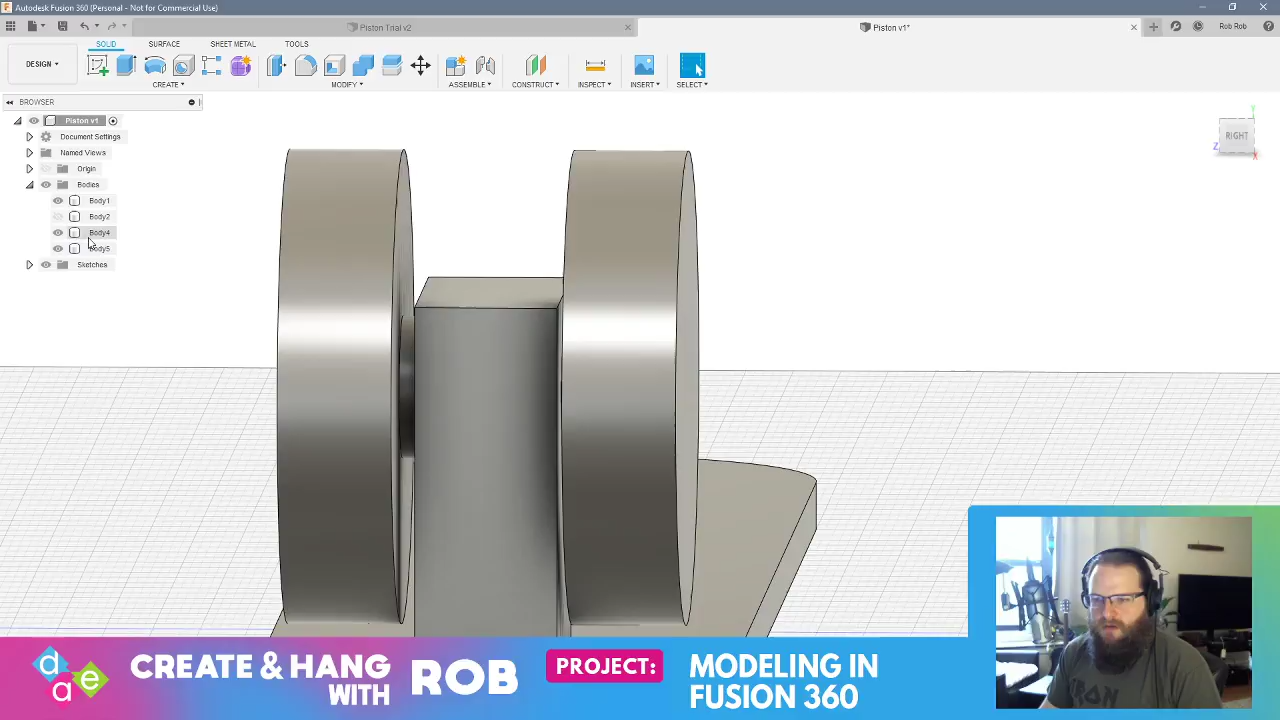 Autodesk Fusion 360 (Personal - Not for Commercial Use)
Piston Trial v2
Piston v1*
Rob Rob
DESIGN
SOLID
SURFACE
SHEET METAL
TOOLS
CREATE
MODIFY
ASSEMBLE
CONSTRUCT
INSPECT
INSERT
SELECT
BROWSER
Piston v1
Document Settings
Named Views
Origin
Bodies
Body1
Body2
Body4
Body5
Sketches
Y
RIGHT
Z
X
d
a e
CREATE & HANG
WITH
ROB
PROJECT:
MODELING IN
FUSION 360